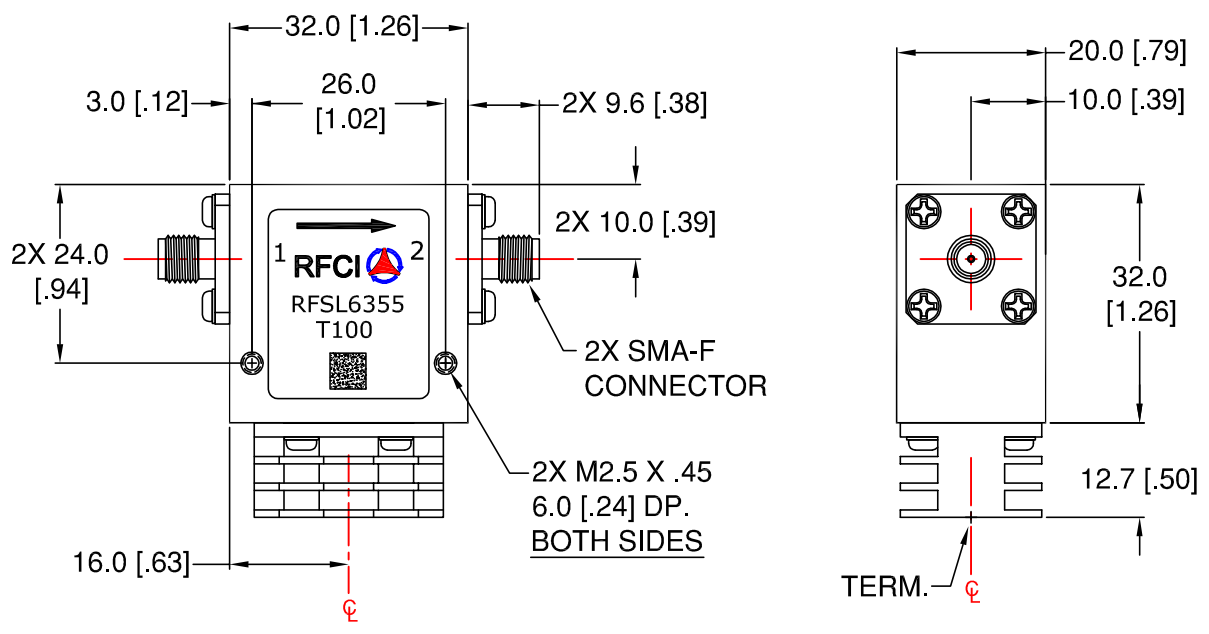 32.0 [1.26]
20.0 [.79]
3.0 [.12]
26.0
[1.02]
2X 9.6 [.38]
10.0 [.39]
2X 24.0
[.94]
2X 10.0 [.39]
1
2
RFCI
RFSL6355
T100
32.0
[1.26]
2X SMA-F
CONNECTOR
2X M2.5 X .45
6.0 [.24] DP.
BOTH SIDES
12.7 [.50]
16.0 [.63]
TERM.
℄
℄